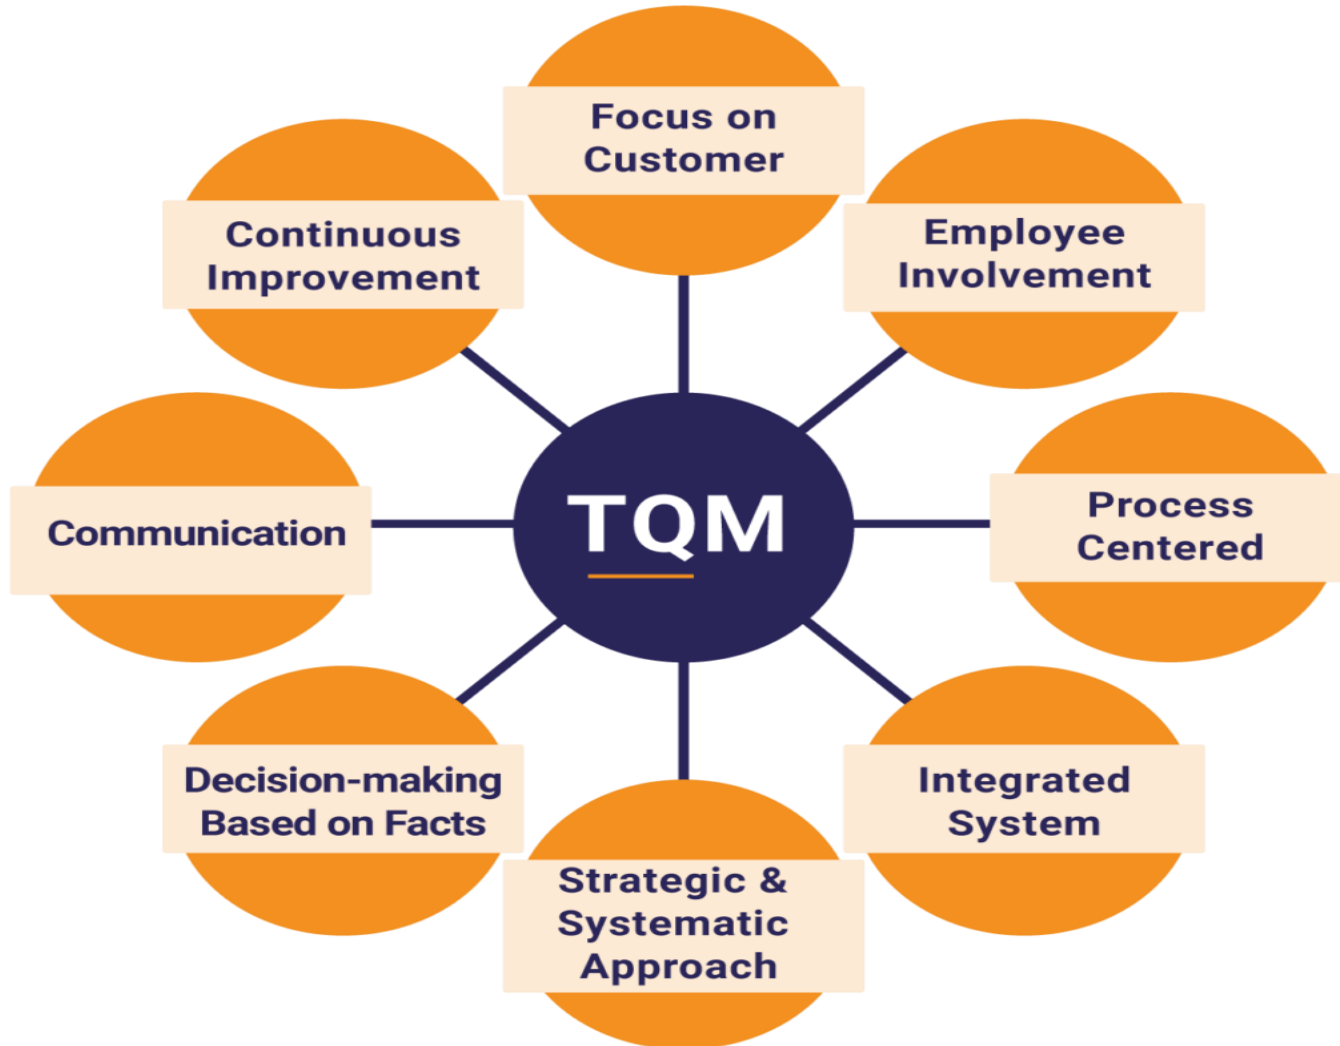 Focus on
Customer
Employee
Involvement
Process
Centered
Integrated
System
Strategic &
Systematic
Approach
Decision-making
Based on Facts
Communication
Continuous
Improvement
TQM